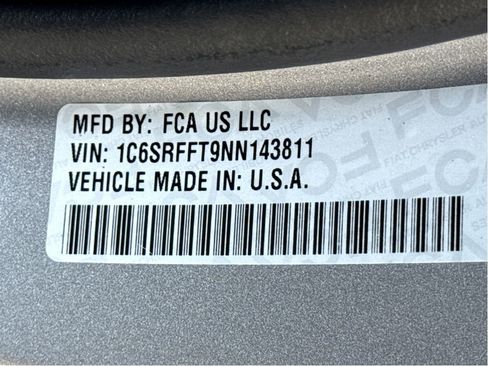 MFD BY: FCA US LLC
VIN: 1C6SRFFT9NN143811
VEHICLE MADE IN: U.S.A.